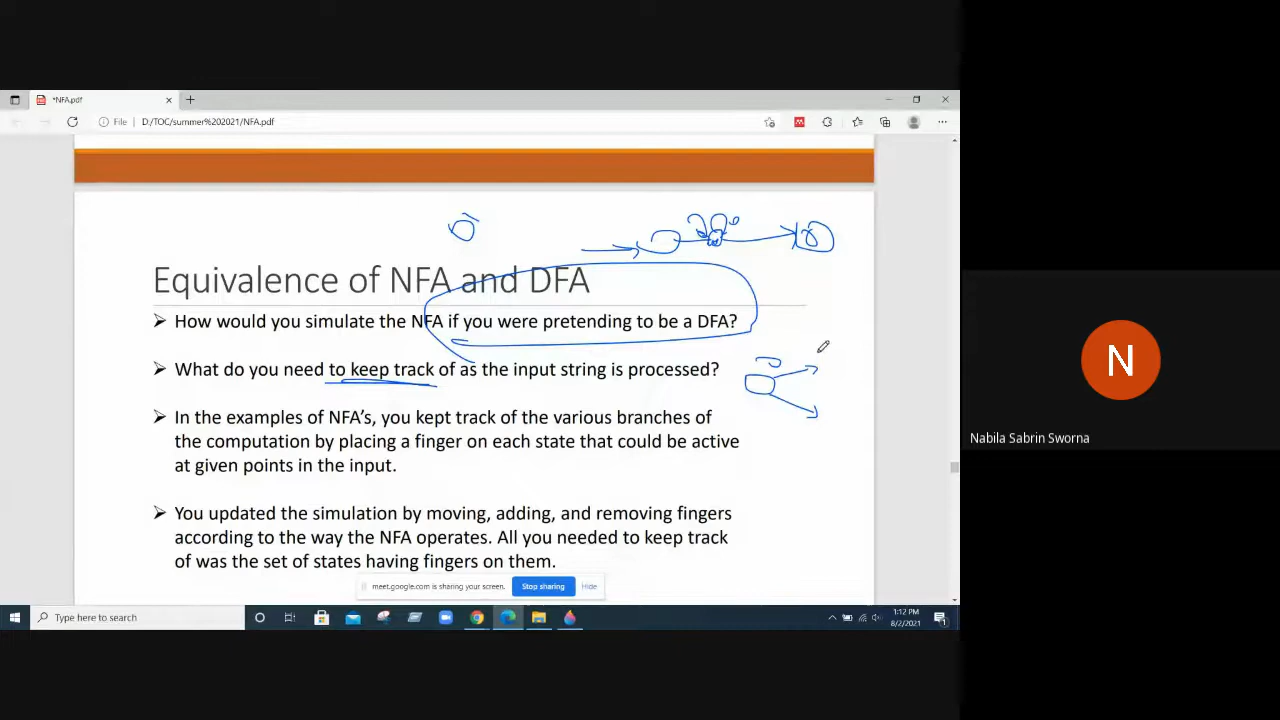 *NFA.pdf
File | D:/TOC/summer%202021/NFA.pdf
Equivalence of NFA and DFA
➢ How would you simulate the NFA if you were pretending to be a DFA?
➢ What do you need to keep track of as the input string is processed?
➢ In the examples of NFA's, you kept track of the various branches of
the computation by placing a finger on each state that could be active
at given points in the input.
➢ You updated the simulation by moving, adding, and removing fingers
according to the way the NFA operates. All you needed to keep track
of was the set of states having fingers on them.
meet.google.com is sharing your screen. Stop sharing Hide
Type here to search
1:12 PM
8/2/2021
N
Nabila Sabrin Sworna